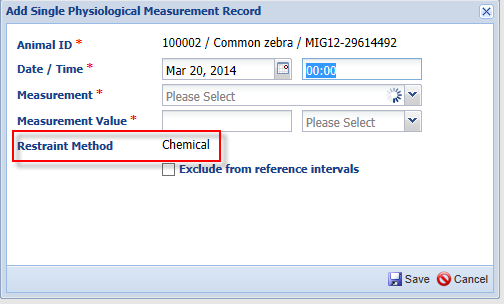 Add Single Physiological Measurement Record
Animal ID * 100002 / Common zebra / MIG12-29614492
Date / Time * Mar 20, 2014 00:00
Measurement * Please Select
Measurement Value * Please Select
Restraint Method Chemical
Exclude from reference intervals
Save Cancel